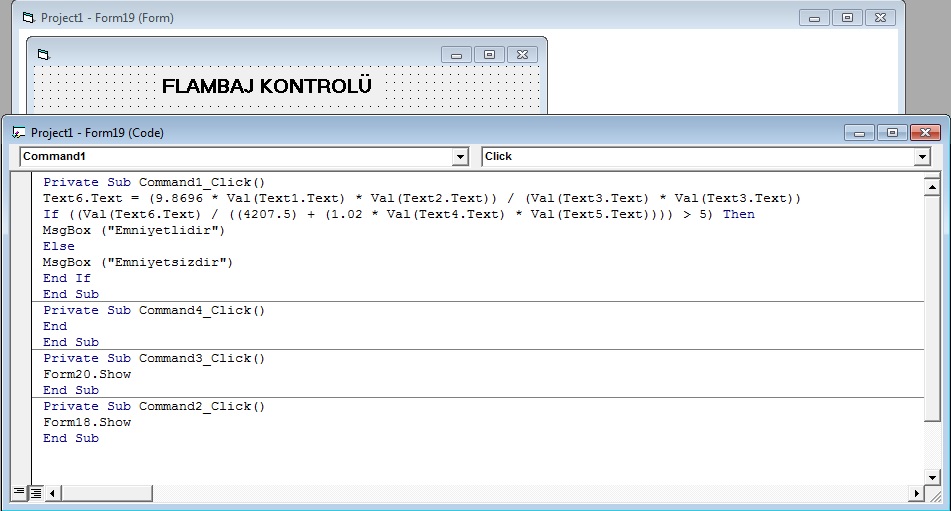 Project1 - Form19 (Form)
FLAMBAJ KONTROLÜ
Project1 - Form19 (Code)
Command1
Click
Private Sub Command1_Click()
Text6.Text = (9.8696 * Val(Text1.Text) * Val(Text2.Text)) / (Val(Text3.Text) * Val(Text3.Text))
If ((Val(Text6.Text) / ((4207.5) + (1.02 * Val(Text4.Text) * Val(Text5.Text)))) > 5) Then
MsgBox ("Emniyetlidir")
Else
MsgBox ("Emniyetsizdir")
End If
End Sub
Private Sub Command4_Click()
End
End Sub
Private Sub Command3_Click()
Form20.Show
End Sub
Private Sub Command2_Click()
Form18.Show
End Sub